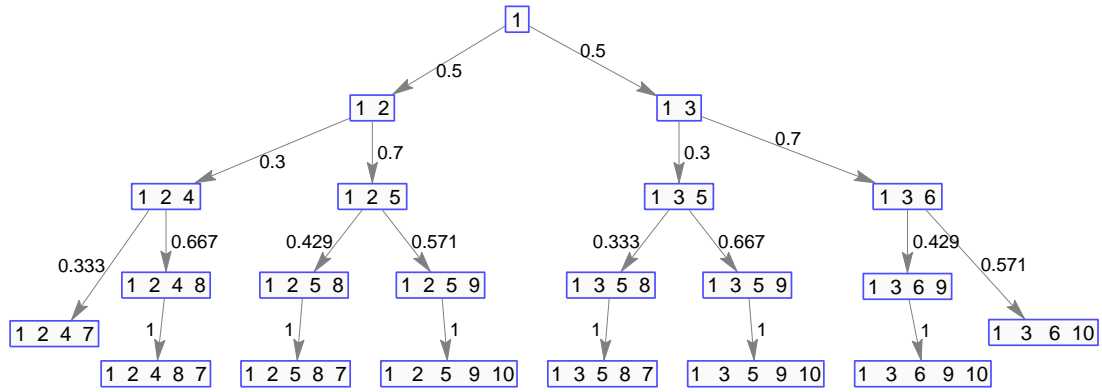 1
0.5
0.5
1 2
1 3
0.3
0.7
0.3
0.7
1 2 4
1 2 5
1 3 5
1 3 6
0.333
0.667
0.429
0.571
0.333
0.667
0.429
0.571
1 2 4 8
1 2 5 8
1 2 5 9
1 3 5 8
1 3 5 9
1 3 6 9
1 2 4 7
1
1
1
1
1
1
1 3 6 10
1 2 4 8 7
1 2 5 8 7
1 2 5 9 10
1 3 5 8 7
1 3 5 9 10
1 3 6 9 10